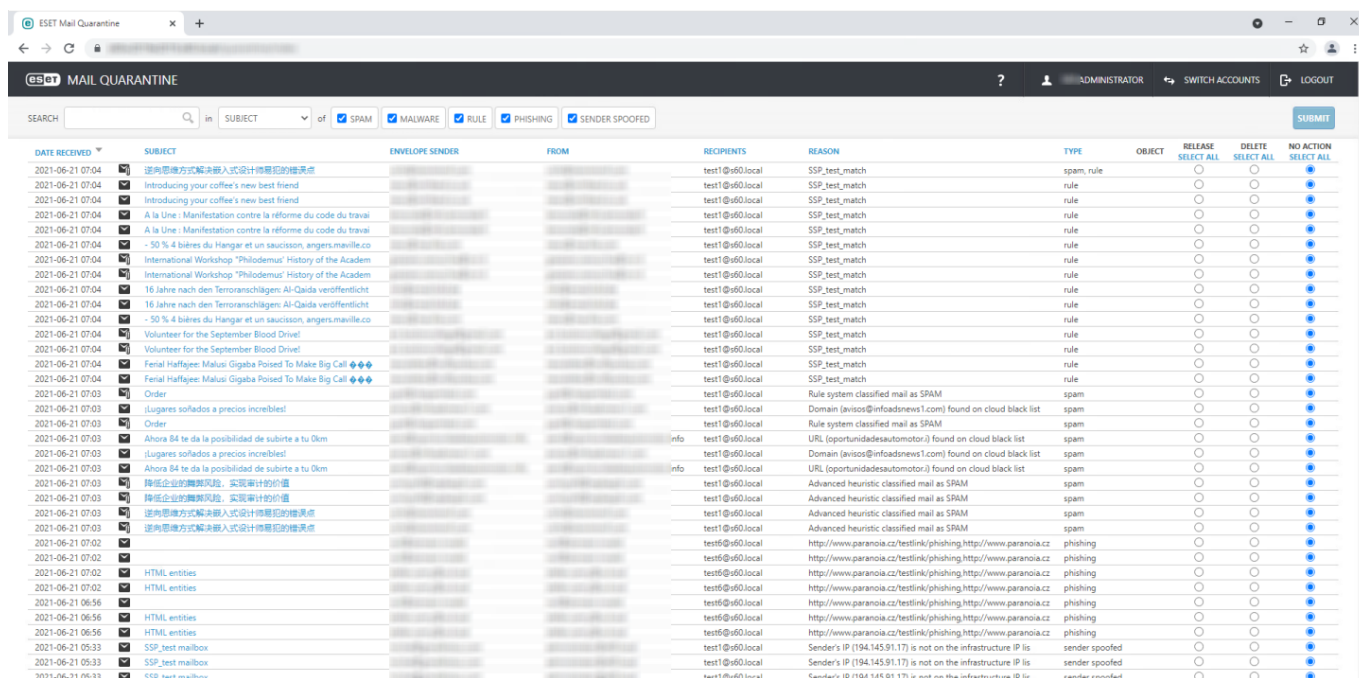 ESET Mail Quarantine
eset MAIL QUARANTINE ? ADMINISTRATOR SWITCH ACCOUNTS LOGOUT
SEARCH in SUBJECT of SPAM MALWARE RULE PHISHING SENDER SPOOFED SUBMIT
DATE RECEIVED SUBJECT ENVELOPE SENDER FROM RECIPIENTS REASON TYPE OBJECT RELEASE SELECT ALL DELETE SELECT ALL NO ACTION SELECT ALL
2021-06-21 07:04 逆向思维方式解决嵌入式设计师易犯的错误点 test1@s60.local SSP_test_match spam, rule
2021-06-21 07:04 Introducing your coffee's new best friend test1@s60.local SSP_test_match rule
2021-06-21 07:04 Introducing your coffee's new best friend test1@s60.local SSP_test_match rule
2021-06-21 07:04 A la Une : Manifestation contre la réforme du code du travai test1@s60.local SSP_test_match rule
2021-06-21 07:04 A la Une : Manifestation contre la réforme du code du travai test1@s60.local SSP_test_match rule
2021-06-21 07:04 - 50 % 4 bières du Hangar et un saucisson, angers.maville.co test1@s60.local SSP_test_match rule
2021-06-21 07:04 International Workshop "Philodemus' History of the Academ test1@s60.local SSP_test_match rule
2021-06-21 07:04 International Workshop "Philodemus' History of the Academ test1@s60.local SSP_test_match rule
2021-06-21 07:04 16 Jahre nach den Terroranschlägen: Al-Qaida veröffentlicht test1@s60.local SSP_test_match rule
2021-06-21 07:04 16 Jahre nach den Terroranschlägen: Al-Qaida veröffentlicht test1@s60.local SSP_test_match rule
2021-06-21 07:04 - 50 % 4 bières du Hangar et un saucisson, angers.maville.co test1@s60.local SSP_test_match rule
2021-06-21 07:04 Volunteer for the September Blood Drive! test1@s60.local SSP_test_match rule
2021-06-21 07:04 Volunteer for the September Blood Drive! test1@s60.local SSP_test_match rule
2021-06-21 07:04 Ferial Haffajee: Malusi Gigaba Poised To Make Big Call ��� test1@s60.local SSP_test_match rule
2021-06-21 07:04 Ferial Haffajee: Malusi Gigaba Poised To Make Big Call ��� test1@s60.local SSP_test_match rule
2021-06-21 07:03 Order test1@s60.local Rule system classified mail as SPAM spam
2021-06-21 07:03 ¡Lugares soñados a precios increíbles! test1@s60.local Domain (avisos@infoadsnews1.com) found on cloud black list spam
2021-06-21 07:03 Order test1@s60.local Rule system classified mail as SPAM spam
2021-06-21 07:03 Ahora 84 te da la posibilidad de subirte a tu 0km nfo test1@s60.local URL (oportunidadesautomotor.i) found on cloud black list spam
2021-06-21 07:03 ¡Lugares soñados a precios increíbles! test1@s60.local Domain (avisos@infoadsnews1.com) found on cloud black list spam
2021-06-21 07:03 Ahora 84 te da la posibilidad de subirte a tu 0km nfo test1@s60.local URL (oportunidadesautomotor.i) found on cloud black list spam
2021-06-21 07:03 降低企业的舞弊风险，实现审计的价值 test1@s60.local Advanced heuristic classified mail as SPAM spam
2021-06-21 07:03 降低企业的舞弊风险，实现审计的价值 test1@s60.local Advanced heuristic classified mail as SPAM spam
2021-06-21 07:03 逆向思维方式解决嵌入式设计师易犯的错误点 test1@s60.local Advanced heuristic classified mail as SPAM spam
2021-06-21 07:03 逆向思维方式解决嵌入式设计师易犯的错误点 test1@s60.local Advanced heuristic classified mail as SPAM spam
2021-06-21 07:02 test6@s60.local http://www.paranoia.cz/testlink/phishing,http://www.paranoia.cz phishing
2021-06-21 07:02 test6@s60.local http://www.paranoia.cz/testlink/phishing,http://www.paranoia.cz phishing
2021-06-21 07:02 HTML entities test6@s60.local http://www.paranoia.cz/testlink/phishing,http://www.paranoia.cz phishing
2021-06-21 07:02 HTML entities test6@s60.local http://www.paranoia.cz/testlink/phishing,http://www.paranoia.cz phishing
2021-06-21 06:56 test6@s60.local http://www.paranoia.cz/testlink/phishing,http://www.paranoia.cz phishing
2021-06-21 06:56 HTML entities test6@s60.local http://www.paranoia.cz/testlink/phishing,http://www.paranoia.cz phishing
2021-06-21 06:56 HTML entities test6@s60.local http://www.paranoia.cz/testlink/phishing,http://www.paranoia.cz phishing
2021-06-21 05:33 SSP_test mailbox test1@s60.local Sender's IP (194.145.91.17) is not on the infrastructure IP lis sender spoofed
2021-06-21 05:33 SSP_test mailbox test1@s60.local Sender's IP (194.145.91.17) is not on the infrastructure IP lis sender spoofed
2021-06-21 05:33 SSP_test mailbox test1@s60.local Sender's IP (194.145.91.17) is not on the infrastructure IP lis sender spoofed